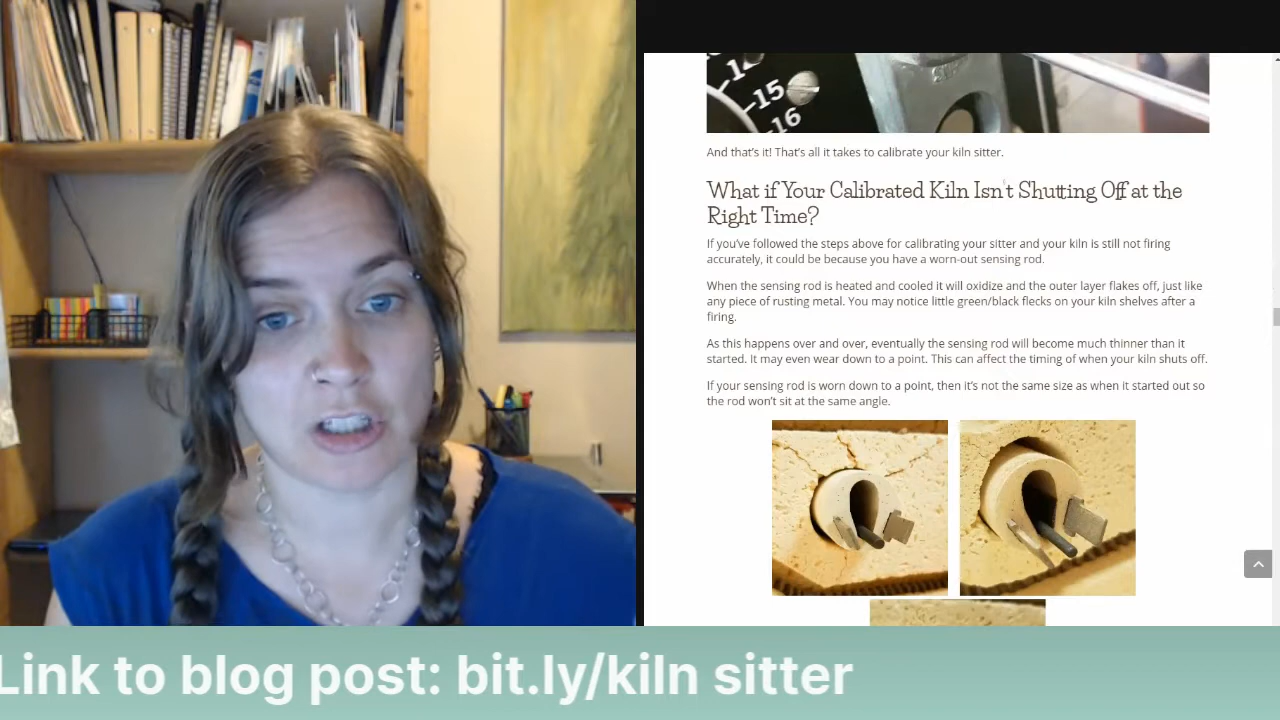 -14
-15
-16
And that's it! That's all it takes to calibrate your kiln sitter.
What if Your Calibrated Kiln Isn't Shutting Off at the
Right Time?
If you've followed the steps above for calibrating your sitter and your kiln is still not firing
accurately, it could be because you have a worn-out sensing rod.
When the sensing rod is heated and cooled it will oxidize and the outer layer flakes off, just like
any piece of rusting metal. You may notice little green/black flecks on your kiln shelves after a
firing.
As this happens over and over, eventually the sensing rod will become much thinner than it
started. It may even wear down to a point. This can affect the timing of when your kiln shuts off.
If your sensing rod is worn down to a point, then it's not the same size as when it started out so
the rod won't sit at the same angle.
Link to blog post: bit.ly/kiln sitter